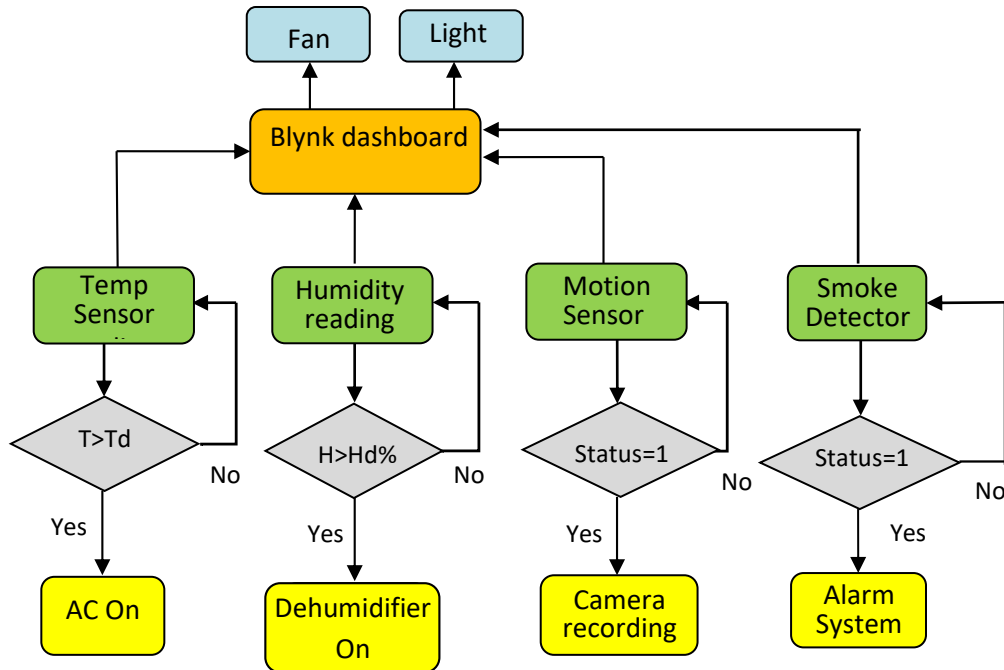 Fan
Light
Blynk dashboard
Temp
Sensor
Humidity
reading
Motion
Sensor
Smoke
Detector
T>Td
No
H>Hd%
No
Status=1
No
Status=1
No
Yes
Yes
Yes
Yes
AC On
Dehumidifier
On
Camera
recording
Alarm
System